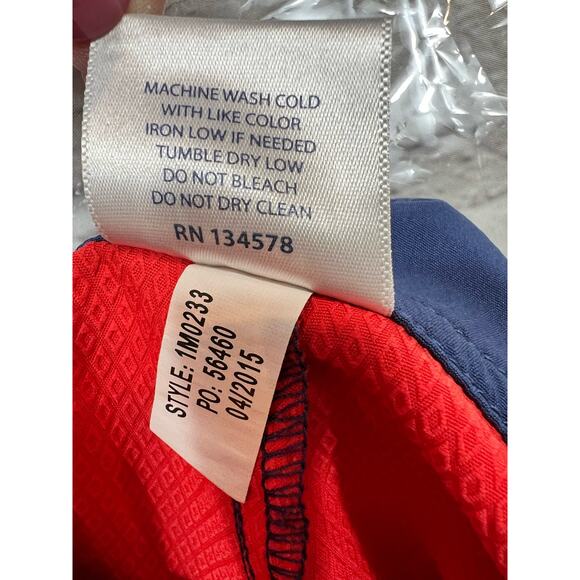 MACHINE WASH COLD
WITH LIKE COLOR
IRON LOW IF NEEDED
TUMBLE DRY LOW
DO NOT BLEACH
DO NOT DRY CLEAN
RN 134578
STYLE: 1M0233
PO: 56460
04/2015